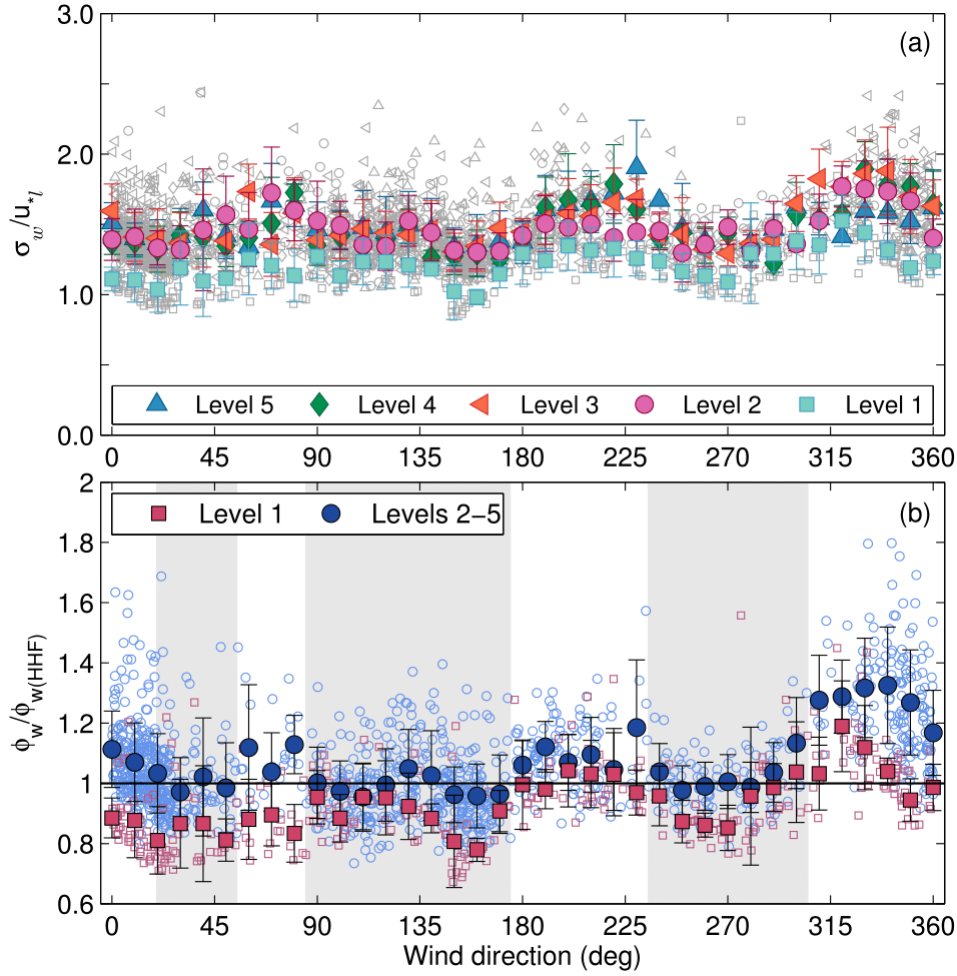 3.0
(a)
2.0
σw/u*l
1.0
Level 5 Level 4 Level 3 Level 2 Level 1
0.0
0 45 90 135 180 225 270 315 360
2
Level 1 Levels 2–5
(b)
1.8
1.6
1.4
ϕw/ϕw(HHF)
1.2
1
0.8
0.6
0 45 90 135 180 225 270 315 360
Wind direction (deg)